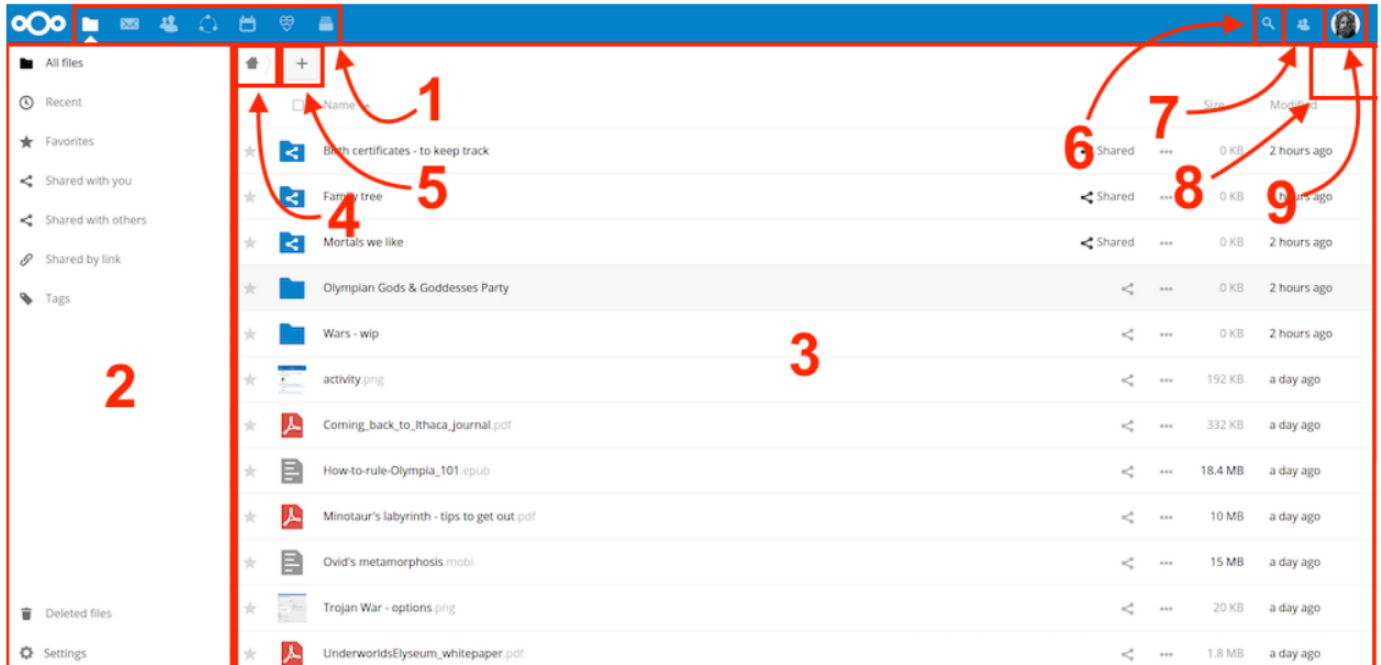 All files
Recent
Favorites
Shared with you
Shared with others
Shared by link
Tags
Deleted files
Settings
+
1
2
3
4
5
6
7
8
9
Name Size Modified
Birth certificates - to keep track Shared ... 0 KB 2 hours ago
Family tree Shared ... 0 KB hours ago
Mortals we like Shared ... 0 KB 2 hours ago
Olympian Gods & Goddesses Party ... 0 KB 2 hours ago
Wars - wip ... 0 KB 2 hours ago
activity.png ... 192 KB a day ago
Coming_back_to_Ithaca_journal.pdf ... 332 KB a day ago
How-to-rule-Olympia_101.epub ... 18.4 MB a day ago
Minotaur's labyrinth - tips to get out.pdf ... 10 MB a day ago
Ovid's metamorphosis.mobi ... 15 MB a day ago
Trojan War - options.png ... 20 KB a day ago
UnderworldsElyseum_whitepaper.pdf ... 1.8 MB a day ago